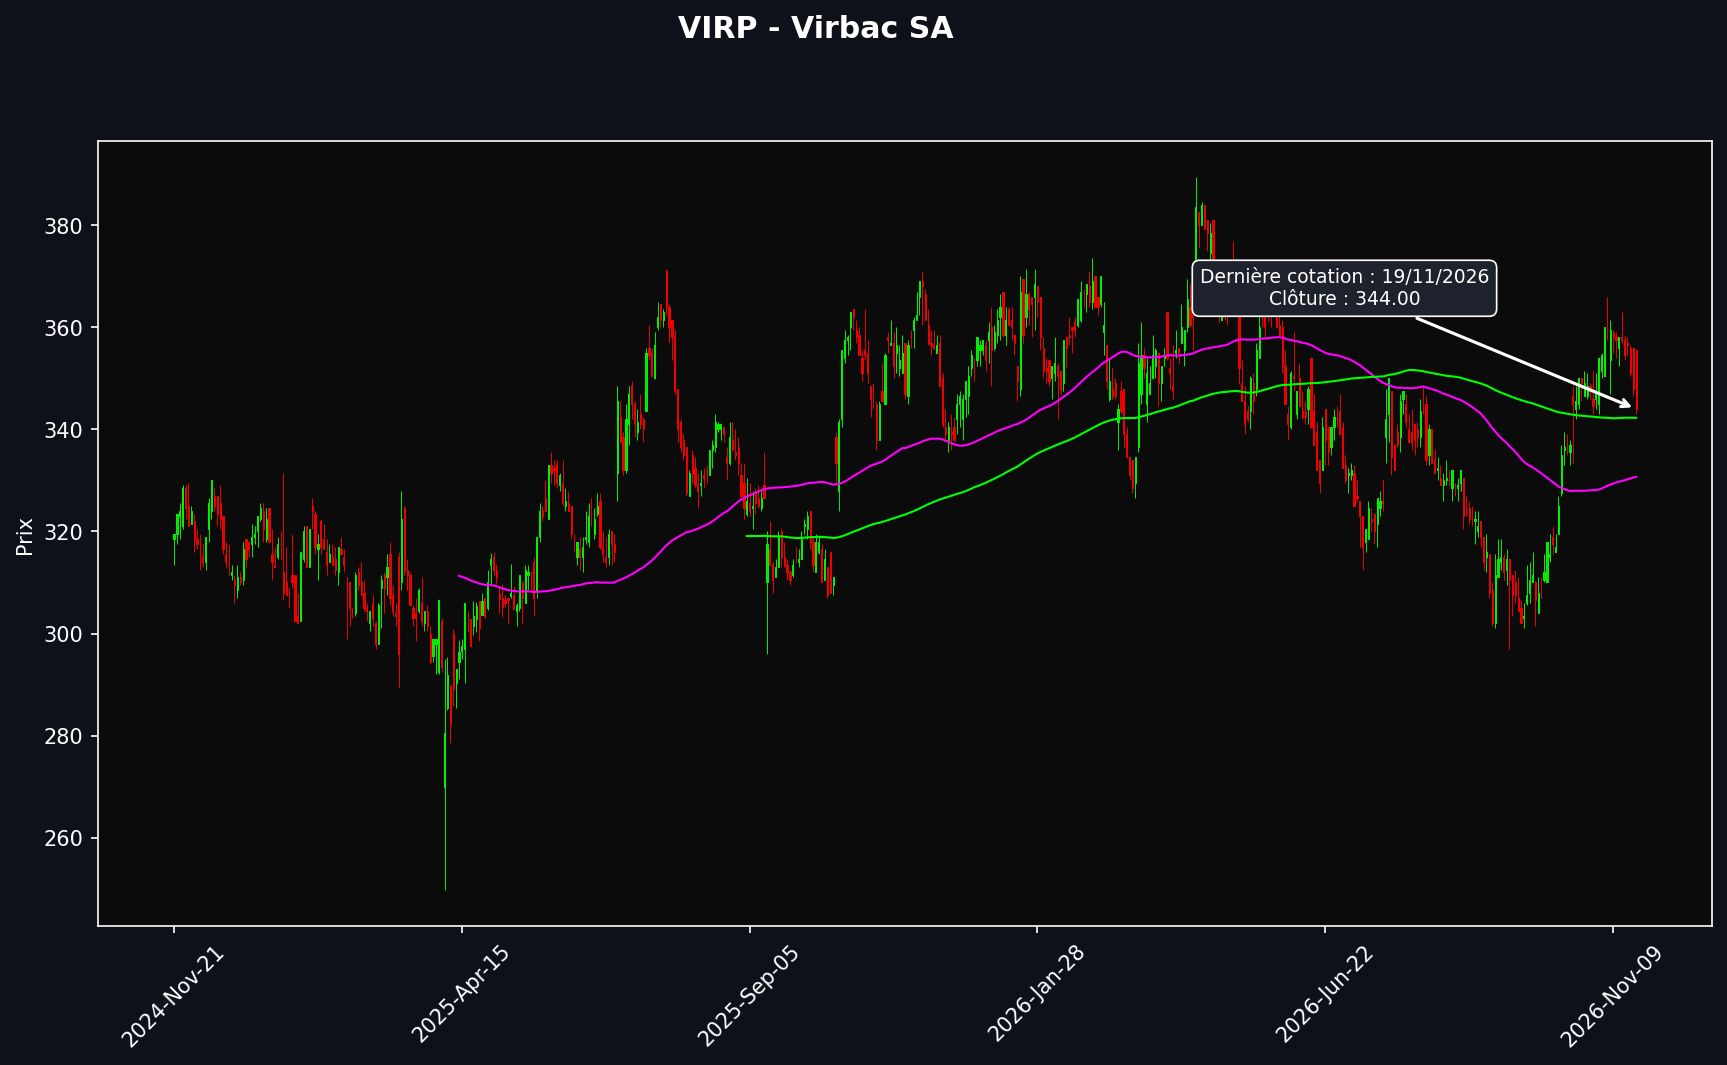 VIRP - Virbac SA
380
360
340
320
300
280
260
Prix
Dernière cotation : 19/11/2026
Clôture : 344.00
2024-Nov-21
2025-Apr-15
2025-Sep-05
2026-Jan-28
2026-Jun-22
2026-Nov-09